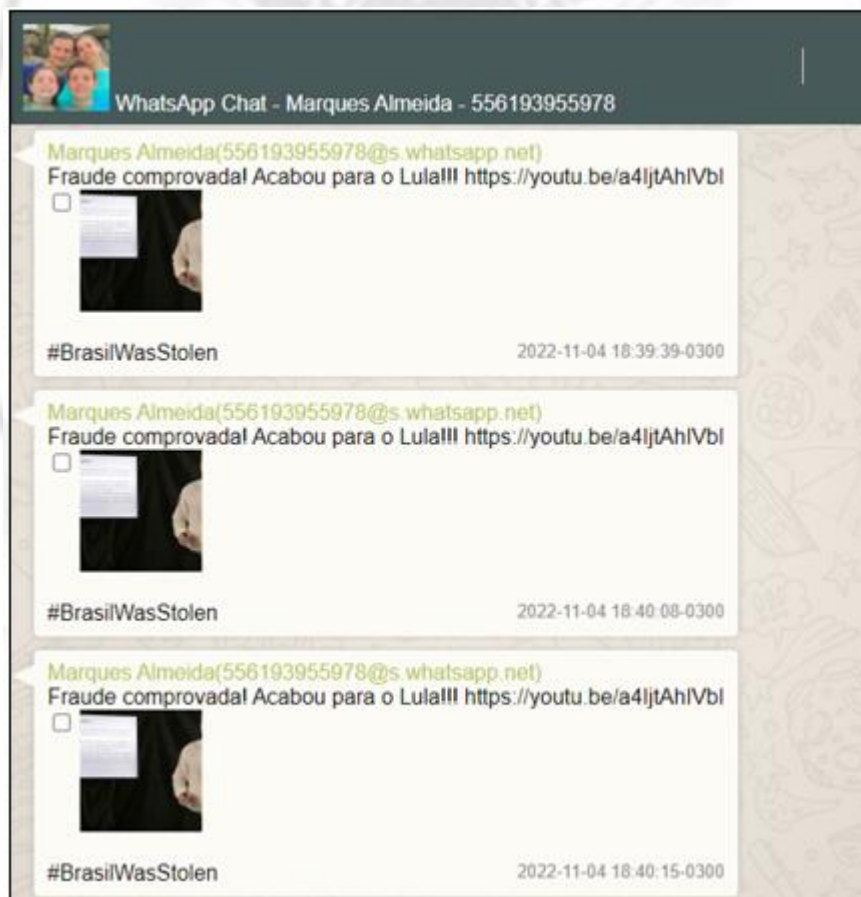 WhatsApp Chat - Marques Almeida - 556193955978
Marques Almeida(556193955978@s.whatsapp.net)
Fraude comprovada! Acabou para o Lula!!! https://youtu.be/a4IjtAhIVbI
#BrasilWasStolen 2022-11-04 18:39:39-0300
Marques Almeida(556193955978@s.whatsapp.net)
Fraude comprovada! Acabou para o Lula!!! https://youtu.be/a4IjtAhIVbI
#BrasilWasStolen 2022-11-04 18:40:08-0300
Marques Almeida(556193955978@s.whatsapp.net)
Fraude comprovada! Acabou para o Lula!!! https://youtu.be/a4IjtAhIVbI
#BrasilWasStolen 2022-11-04 18:40:15-0300